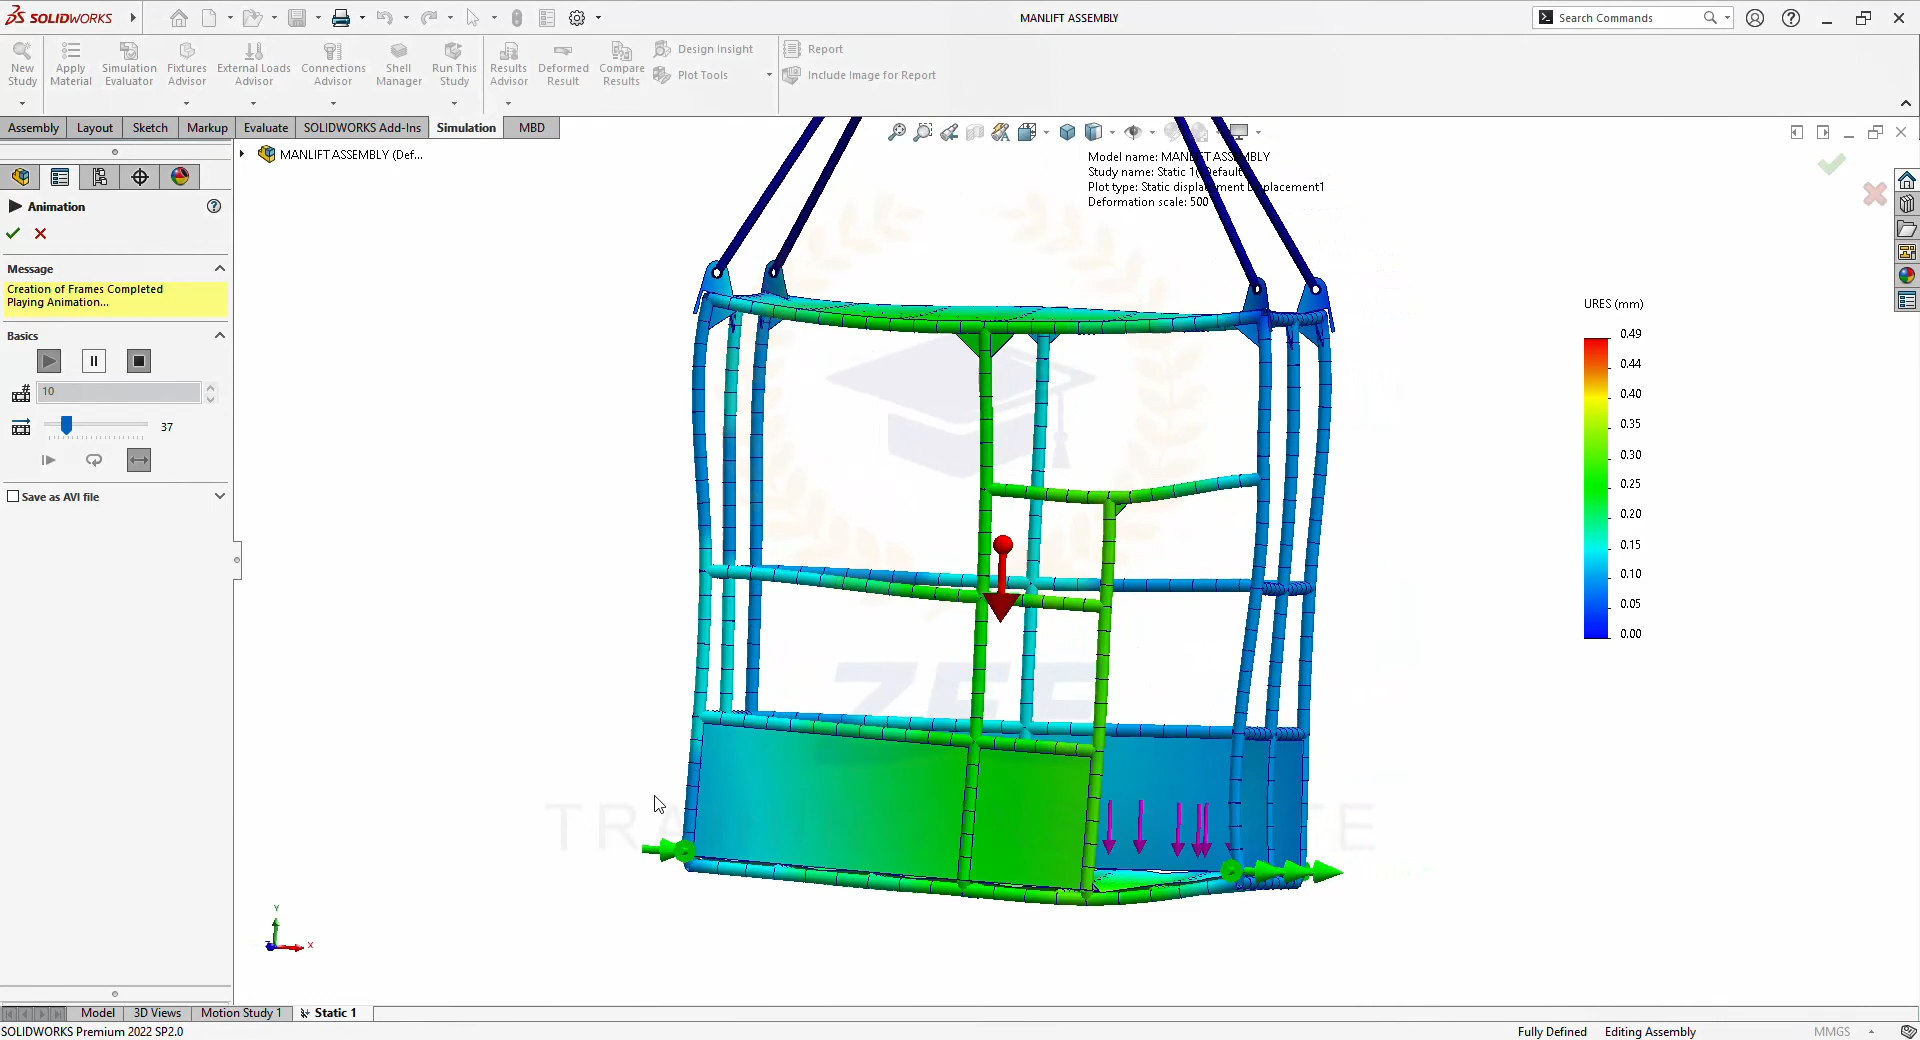 SOLIDWORKS
MANLIFT ASSEMBLY
Search Commands
New Study
Apply Material
Simulation Evaluator
Fixtures Advisor
External Loads Advisor
Connections Advisor
Shell Manager
Run This Study
Results Advisor
Deformed Result
Compare Results
Design Insight
Plot Tools
Report
Include Image for Report
Assembly
Layout
Sketch
Markup
Evaluate
SOLIDWORKS Add-Ins
Simulation
MBD
MANLIFT ASSEMBLY (Def...
Model name: MANLIFT ASSEMBLY
Study name: Static 1(-Default-)
Plot type: Static displacement Displacement1
Deformation scale: 500
Animation
Message
Creation of Frames Completed
Playing Animation...
Basics
10
37
Save as AVI file
URES (mm)
0.49
0.44
0.40
0.40
0.35
0.30
0.25
0.20
0.15
0.10
0.05
0.00
Y
X
Z
Model
3D Views
Motion Study 1
Static 1
SOLIDWORKS Premium 2022 SP2.0
Fully Defined
Editing Assembly
MMGS